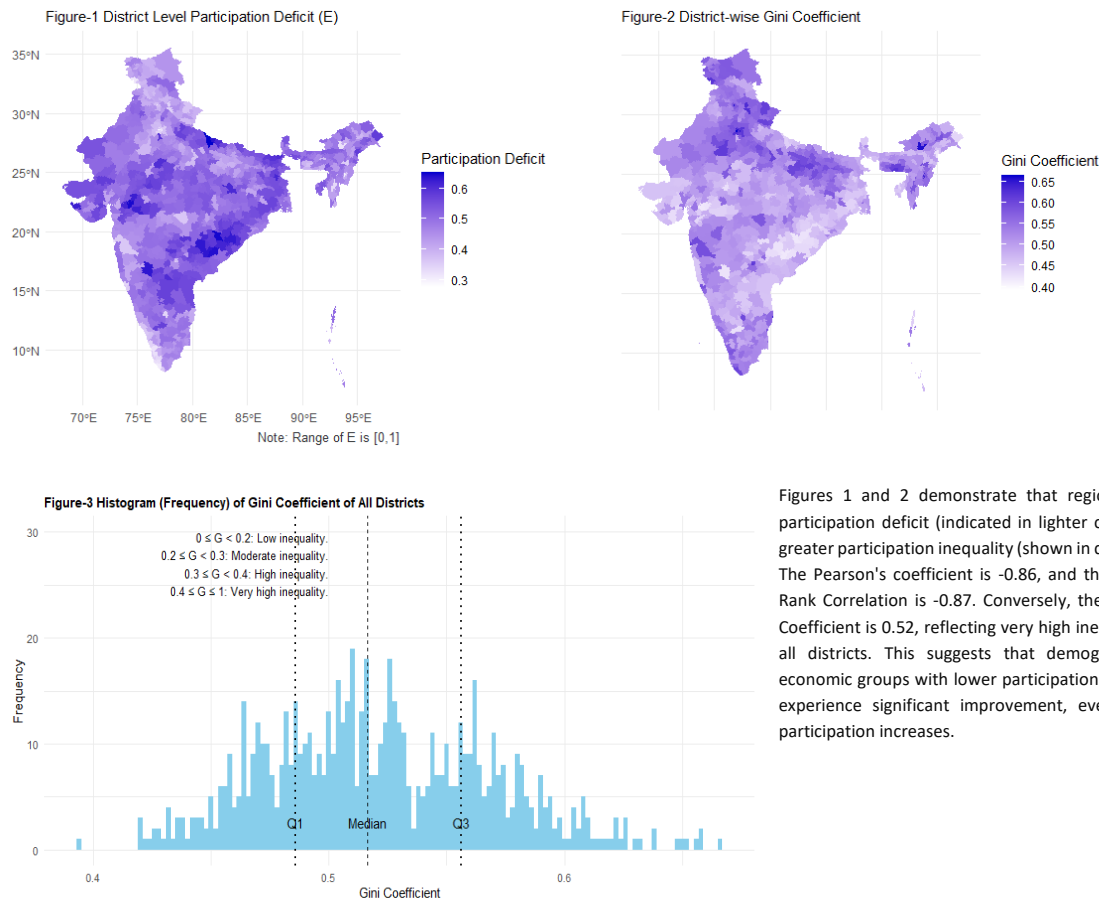 Figure-1 District Level Participation Deficit (E)
35°N
30°N
25°N
20°N
15°N
10°N
70°E 75°E 80°E 85°E 90°E 95°E
Note: Range of E is [0,1]
Participation Deficit
0.6
0.5
0.4
0.3
Figure-2 District-wise Gini Coefficient
Gini Coefficient
0.65
0.60
0.55
0.50
0.45
0.40
Figure-3 Histogram (Frequency) of Gini Coefficient of All Districts
0 ≤ G < 0.2: Low inequality.
0.2 ≤ G < 0.3: Moderate inequality.
0.3 ≤ G < 0.4: High inequality.
0.4 ≤ G ≤ 1: Very high inequality.
Frequency
30
20
10
0
Q1 Median Q3
0.4 0.5 0.6
Gini Coefficient
Figures 1 and 2 demonstrate that
participation deficit (indicated in lighter
greater participation inequality (shown in
The Pearson's coefficient is -0.86, and
Rank Correlation is -0.87. Conversely,
Coefficient is 0.52, reflecting very high
all districts. This suggests that
economic groups with lower participation
experience significant improvement,
participation increases.